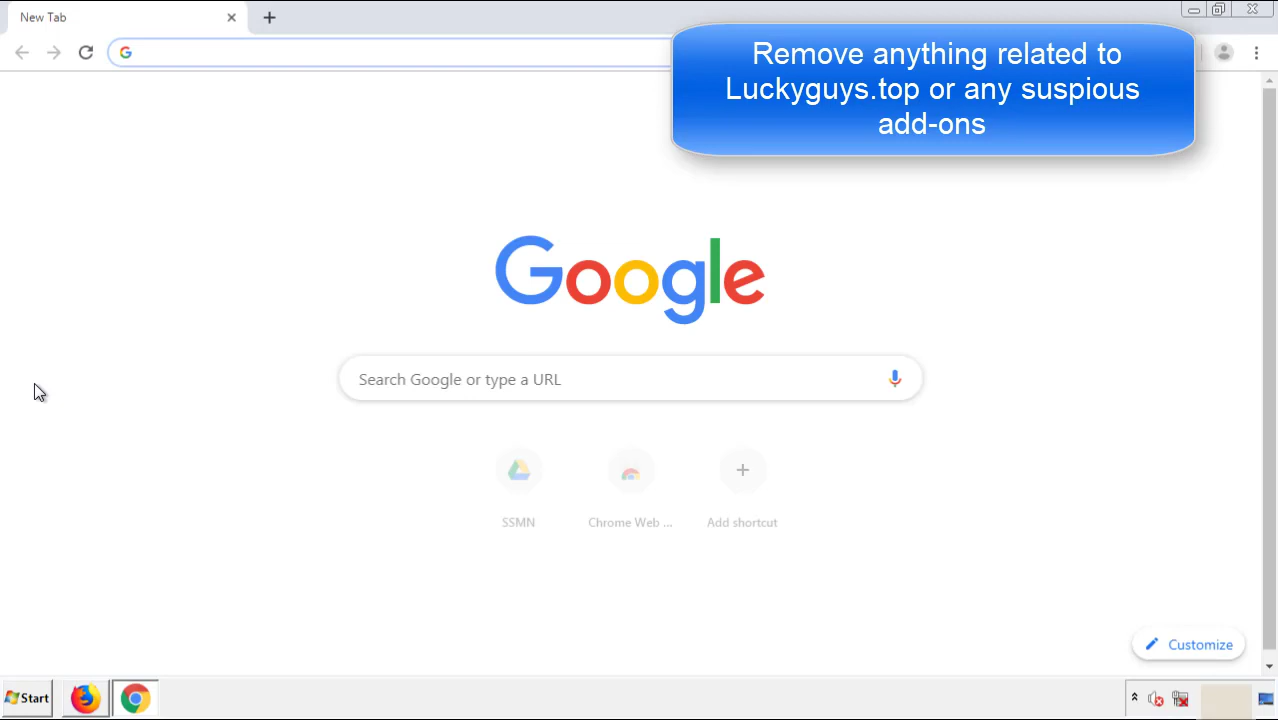 New Tab
Remove anything related to
Luckyguys.top or any suspious
add-ons
Google
Search Google or type a URL
SSMN
Chrome Web ...
Add shortcut
Customize
Start